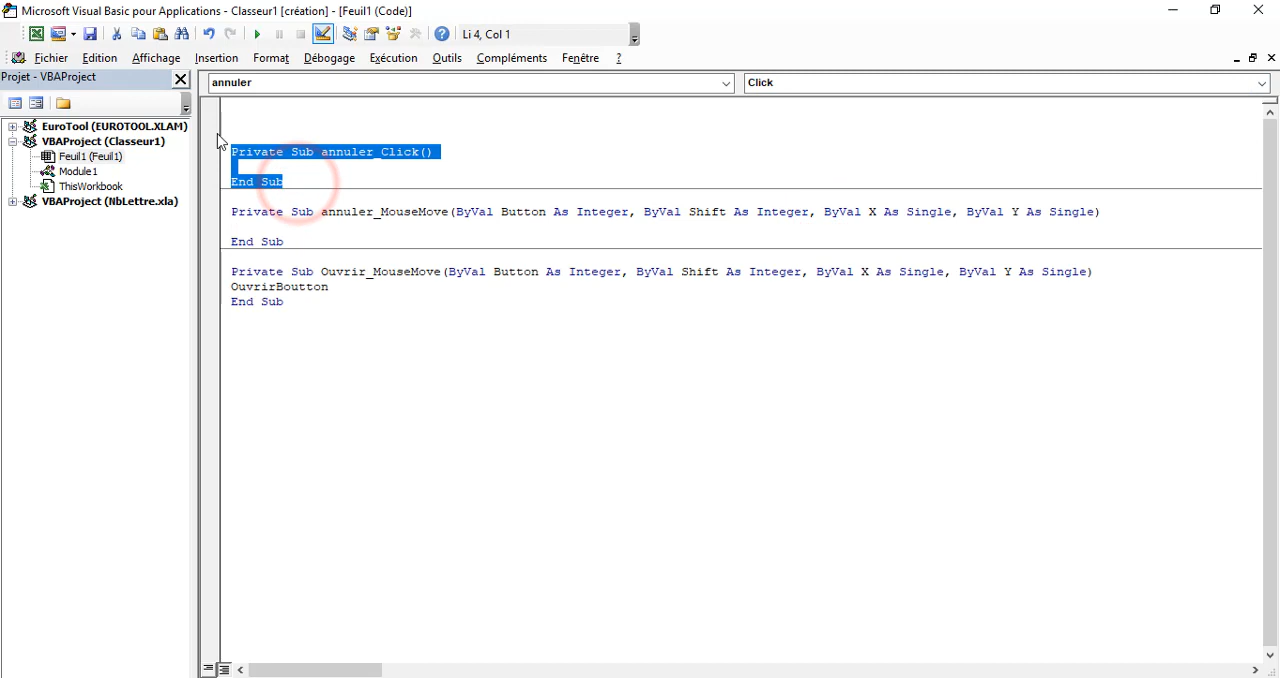 Microsoft Visual Basic pour Applications - Classeur1 [création] - [Feuil1 (Code)]
Li 4, Col 1
Fichier Edition Affichage Insertion Format Débogage Exécution Outils Compléments Fenêtre ?
Projet - VBAProject
annuler Click
EuroTool (EUROTOOL.XLAM)
VBAProject (Classeur1)
Feuil1 (Feuil1)
Module1
ThisWorkbook
VBAProject (NbLettre.xla)
Private Sub annuler_Click()
End Sub
Private Sub annuler_MouseMove(ByVal Button As Integer, ByVal Shift As Integer, ByVal X As Single, ByVal Y As Single)
End Sub
Private Sub Ouvrir_MouseMove(ByVal Button As Integer, ByVal Shift As Integer, ByVal X As Single, ByVal Y As Single)
OuvrirBoutton
End Sub